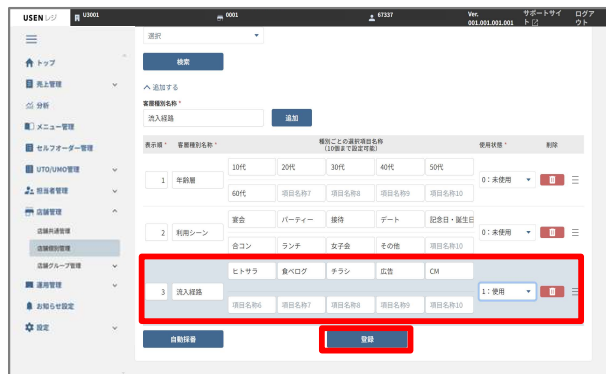 USEN レジ
U3001
0001
67337
Ver.
001.001.001.001
サポートサイ
ト
ログア
ウト
トップ
売上管理
分析
メニュー管理
セルフオーダー管理
UTO/UMO管理
担当者管理
店舗管理
店舗共通管理
店舗個別管理
店舗グループ管理
運用管理
お知らせ設定
設定
選択
検索
追加する
客層種別名称 *
流入経路
追加
表示順 *
客層種別名称 *
種別ごとの選択項目名称
(10個まで設定可能)
使用状態 *
削除
1
年齢層
10代
20代
30代
40代
50代
60代
項目名称7
項目名称8
項目名称9
項目名称10
0：未使用
2
利用シーン
宴会
パーティー
接待
デート
記念日・誕生日
合コン
ランチ
女子会
その他
項目名称10
0：未使用
3
流入経路
ヒトサラ
食べログ
チラシ
広告
CM
項目名称6
項目名称7
項目名称8
項目名称9
項目名称10
1：使用
自動採番
登録